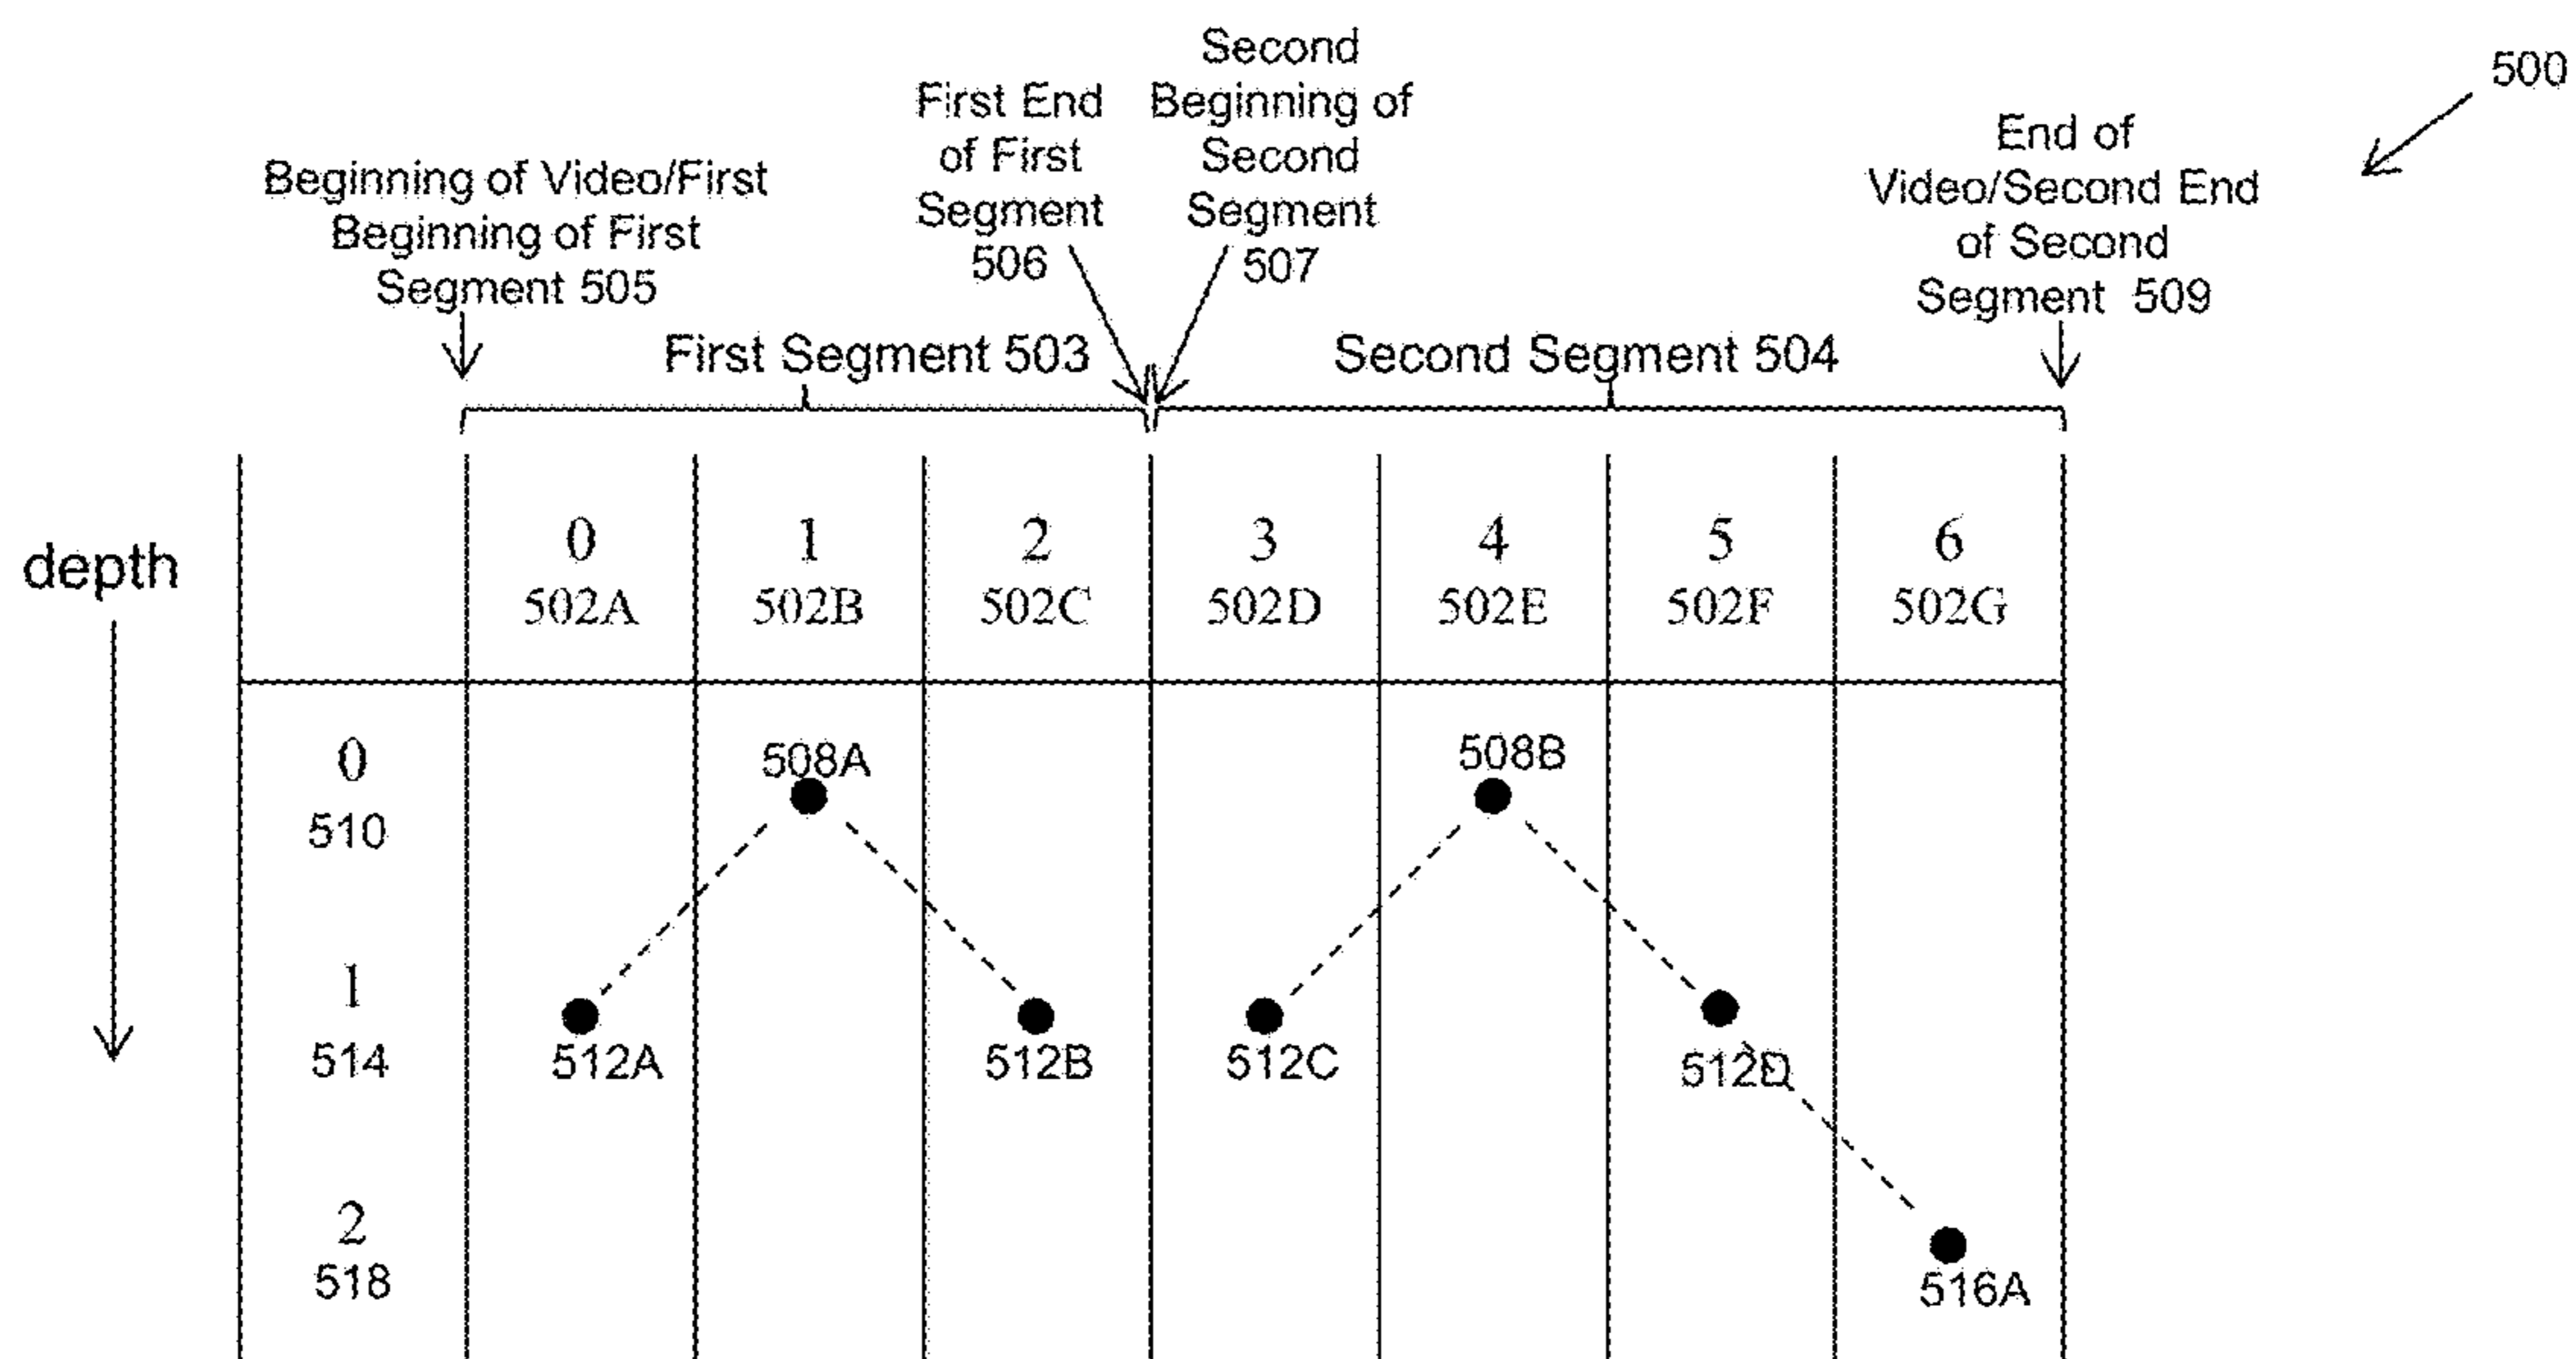 500
Beginning of Video/First
Beginning of First
Segment 505
First End
of First
Segment
506
Second
Beginning of
Second
Segment
507
End of
Video/Second End
of Second
Segment 509
First Segment 503
Second Segment 504
depth
0 1 2 3 4 5 6
502A 502B 502C 502D 502E 502F 502G
0
510
508A
508B
1
514
512A
512B
512C
512D
2
518
516A